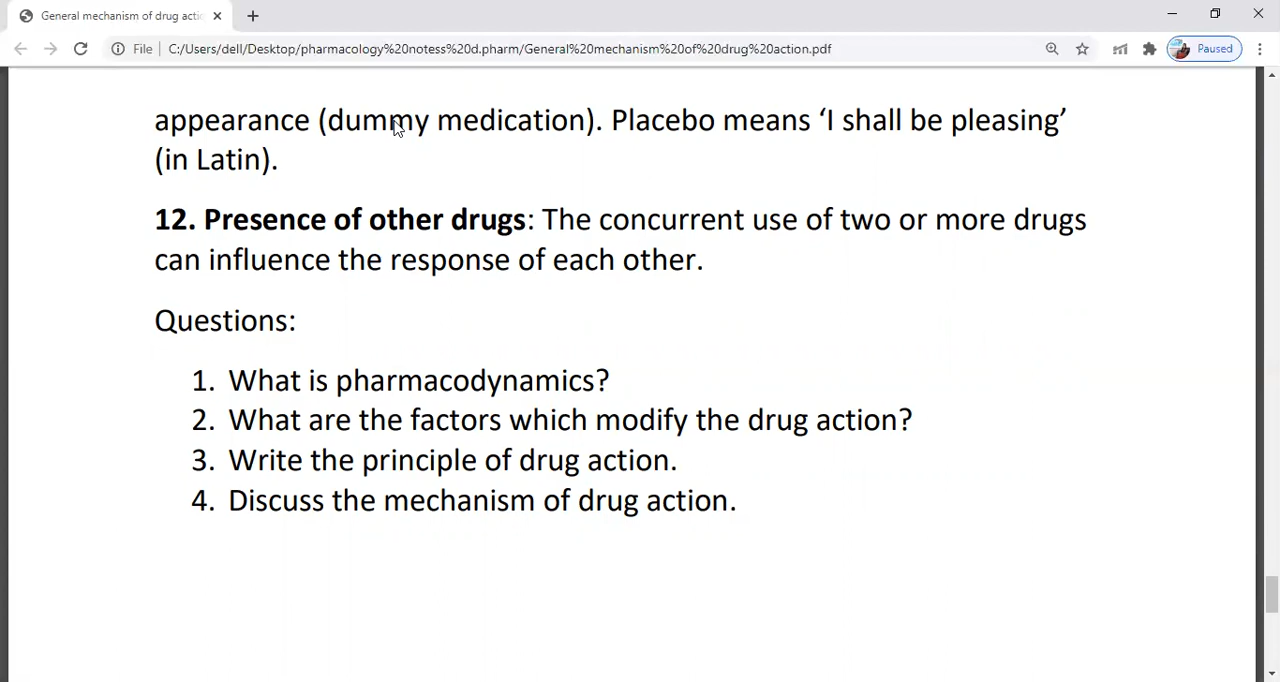 General mechanism of drug actio
File
C:/Users/dell/Desktop/pharmacology%20notess%20d.pharm/General%20mechanism%20of%20drug%20action.pdf
Paused
appearance (dummy medication). Placebo means ‘I shall be pleasing’
(in Latin).
12. Presence of other drugs: The concurrent use of two or more drugs
can influence the response of each other.
Questions:
1. What is pharmacodynamics?
2. What are the factors which modify the drug action?
3. Write the principle of drug action.
4. Discuss the mechanism of drug action.